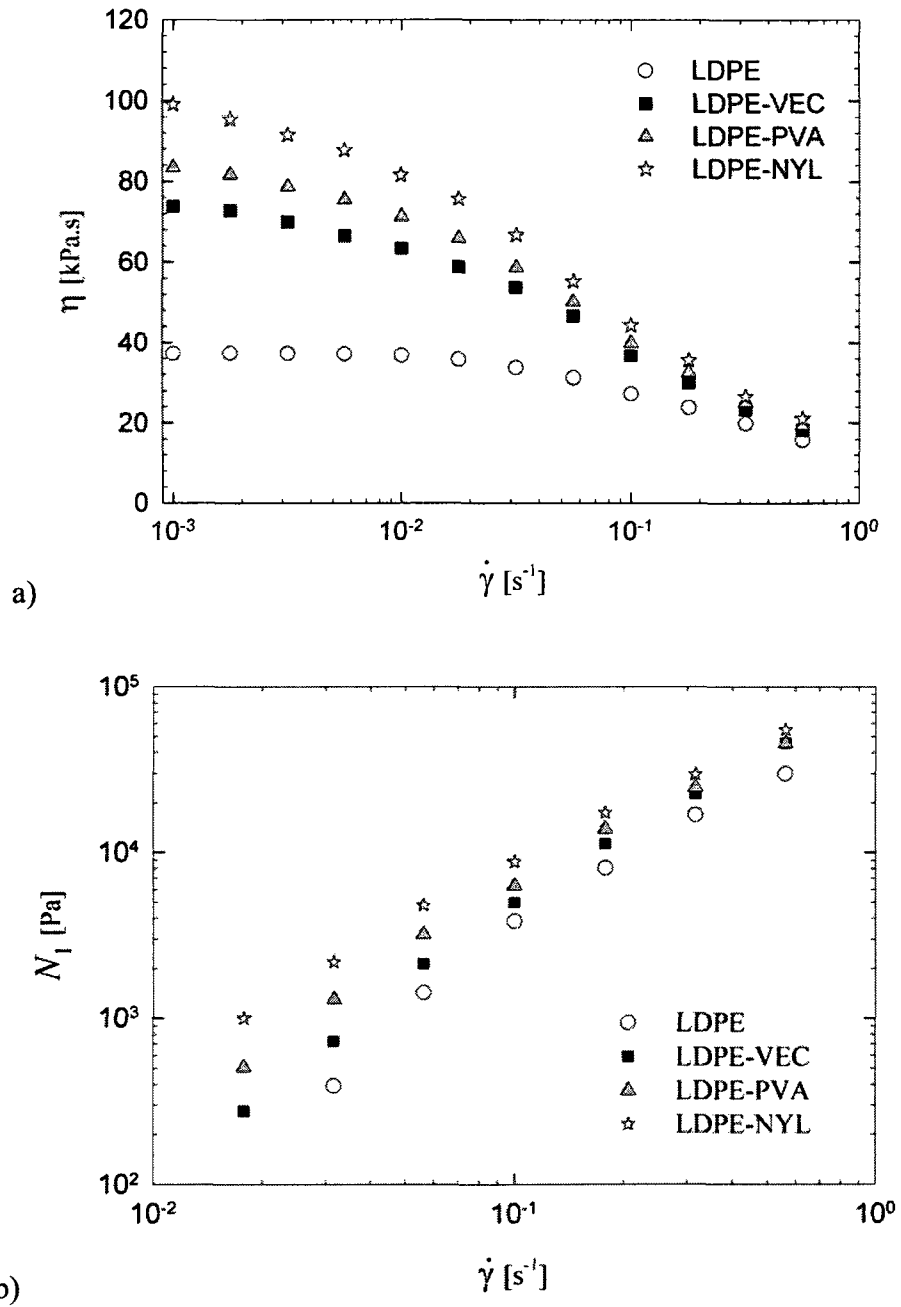 120
100
80
60
40
20
0
η [kPa.s]
LDPE
LDPE-VEC
LDPE-PVA
LDPE-NYL
10⁻³
10⁻²
10⁻¹
10⁰
γ̇ [s⁻¹]
a)
10⁵
10⁴
10³
10²
N₁ [Pa]
LDPE
LDPE-VEC
LDPE-PVA
LDPE-NYL
10⁻²
10⁻¹
10⁰
γ̇ [s⁻¹]
b)